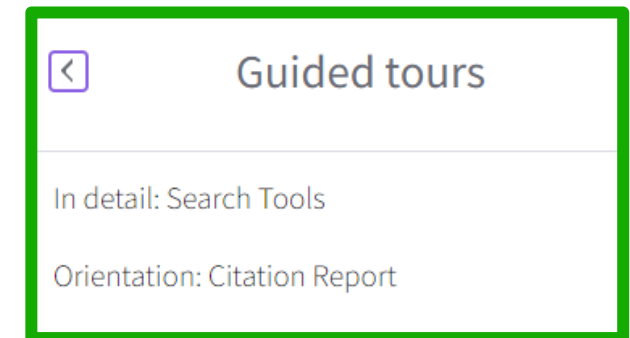 Guided tours
In detail: Search Tools
Orientation: Citation Report